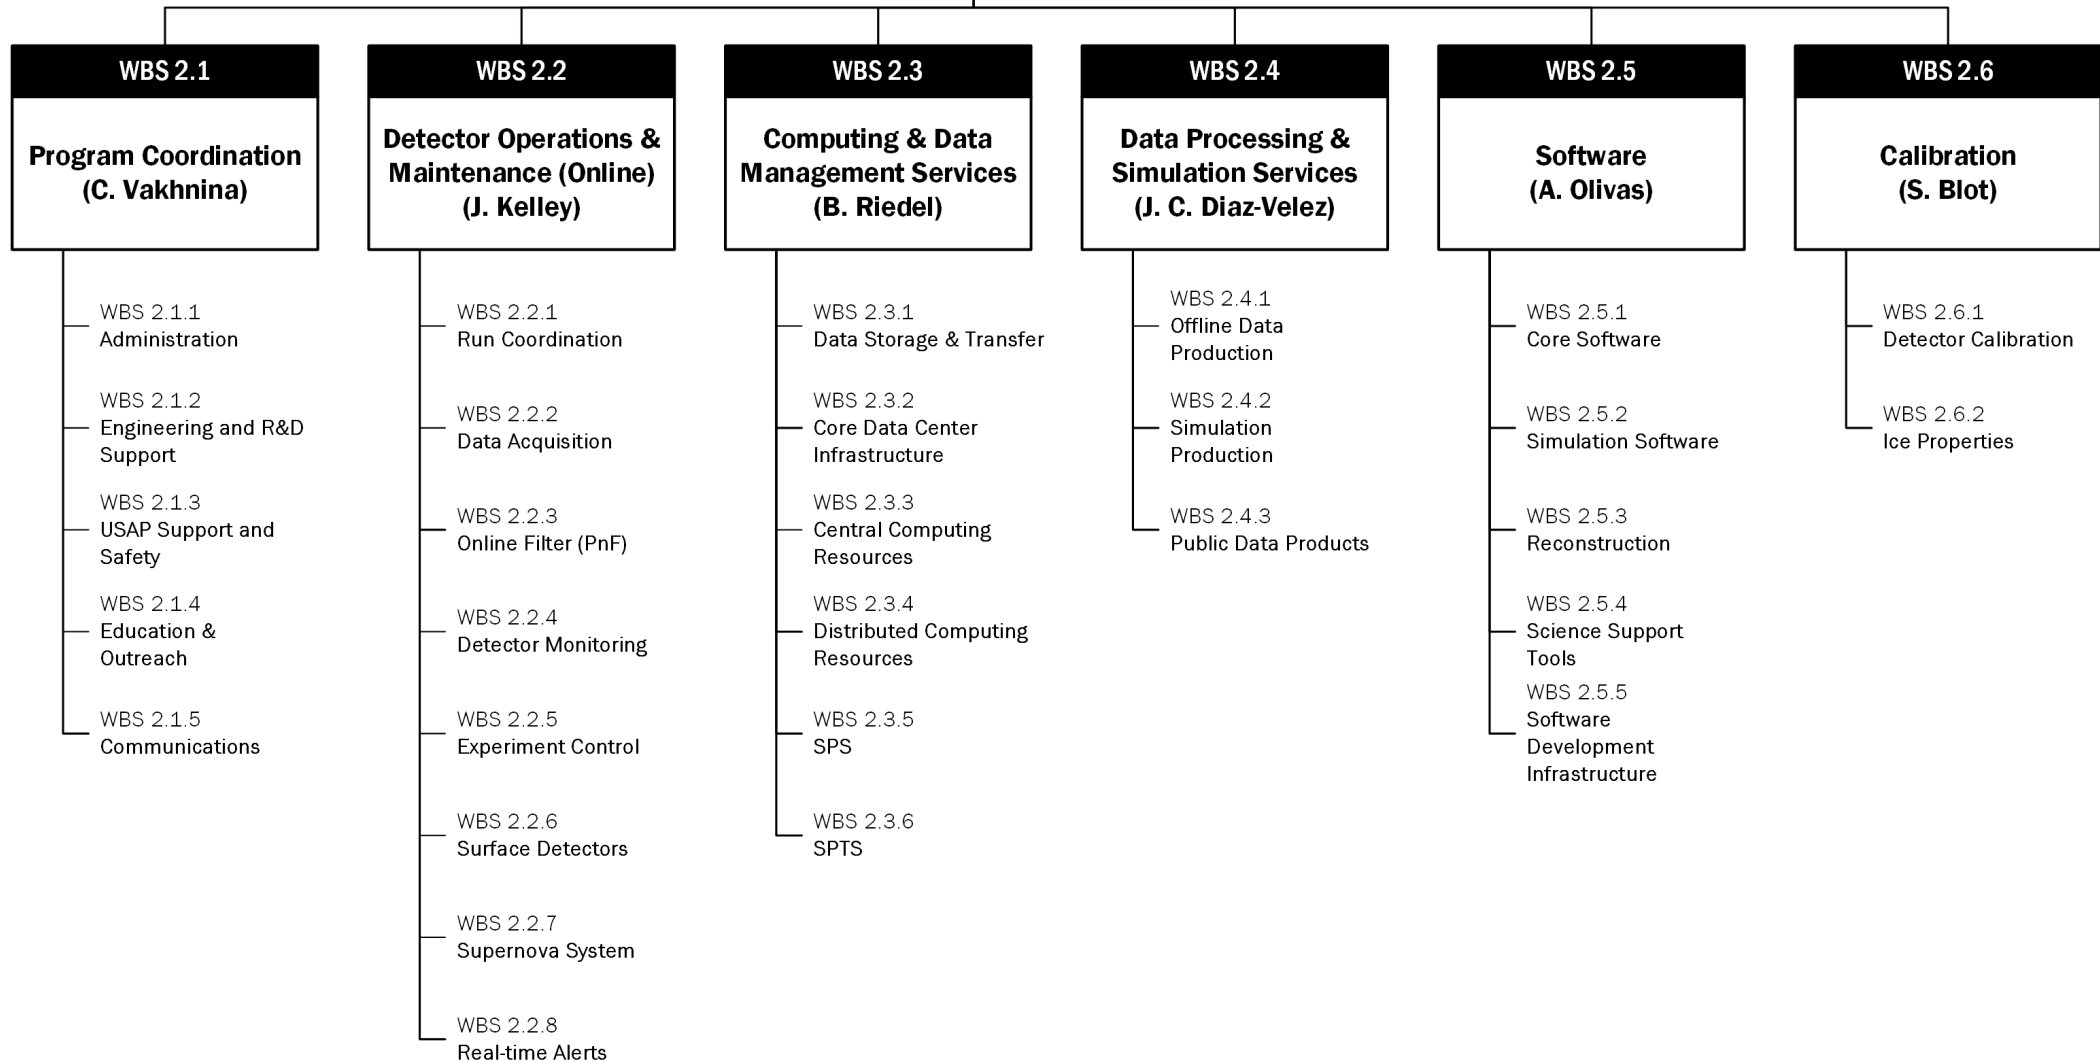 WBS 2.1
Program Coordination
(C. Vakhnina)
WBS 2.1.1
Administration
WBS 2.1.2
Engineering and R&D
Support
WBS 2.1.3
USAP Support and
Safety
WBS 2.1.4
Education &
Outreach
WBS 2.1.5
Communications
WBS 2.2
Detector Operations &
Maintenance (Online)
(J. Kelley)
WBS 2.2.1
Run Coordination
WBS 2.2.2
Data Acquisition
WBS 2.2.3
Online Filter (PnF)
WBS 2.2.4
Detector Monitoring
WBS 2.2.5
Experiment Control
WBS 2.2.6
Surface Detectors
WBS 2.2.7
Supernova System
WBS 2.2.8
Real-time Alerts
WBS 2.3
Computing & Data
Management Services
(B. Riedel)
WBS 2.3.1
Data Storage & Transfer
WBS 2.3.2
Core Data Center
Infrastructure
WBS 2.3.3
Central Computing
Resources
WBS 2.3.4
Distributed Computing
Resources
WBS 2.3.5
SPS
WBS 2.3.6
SPTS
WBS 2.4
Data Processing &
Simulation Services
(J. C. Diaz-Velez)
WBS 2.4.1
Offline Data
Production
WBS 2.4.2
Simulation
Production
WBS 2.4.3
Public Data Products
WBS 2.5
Software
(A. Olivas)
WBS 2.5.1
Core Software
WBS 2.5.2
Simulation Software
WBS 2.5.3
Reconstruction
WBS 2.5.4
Science Support
Tools
WBS 2.5.5
Software
Development
Infrastructure
WBS 2.6
Calibration
(S. Blot)
WBS 2.6.1
Detector Calibration
WBS 2.6.2
Ice Properties